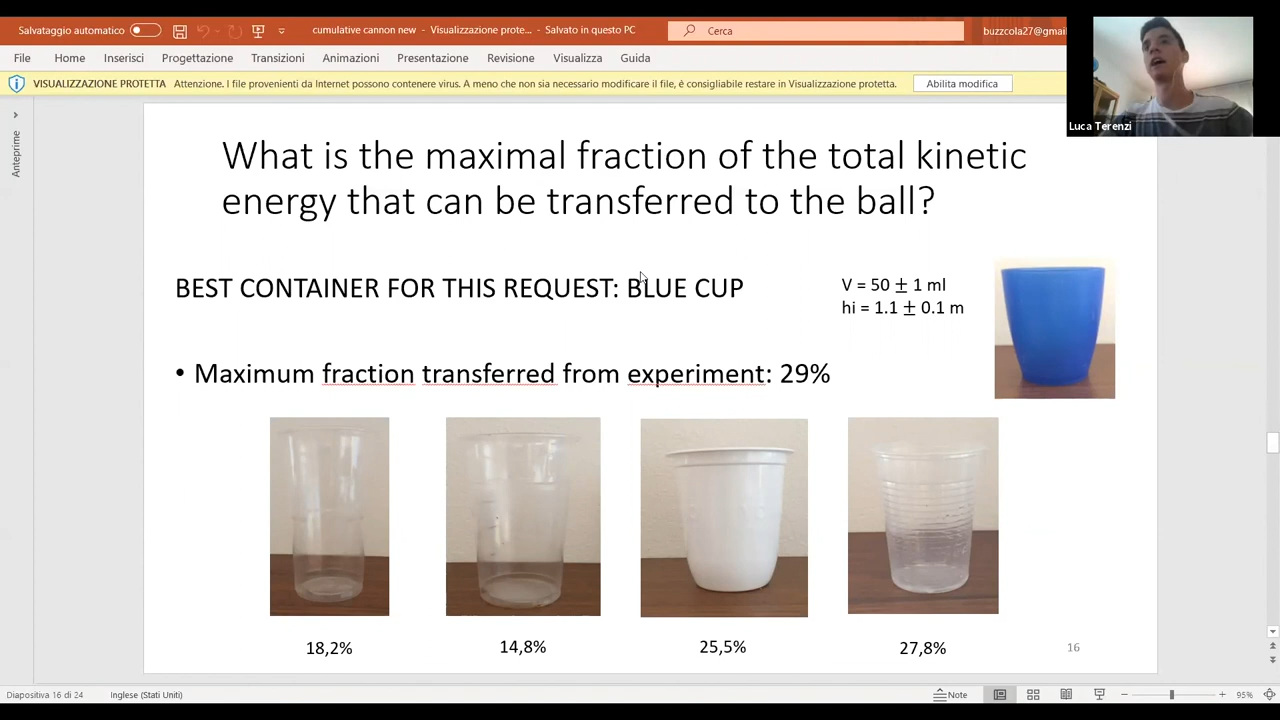 Salvataggio automatico
cumulative cannon new - Visualizzazione prote... - Salvato in questo PC
Cerca
buzzcola27@gmai
File Home Inserisci Progettazione Transizioni Animazioni Presentazione Revisione Visualizza Guida
VISUALIZZAZIONE PROTETTA Attenzione. I file provenienti da Internet possono contenere virus. A meno che non sia necessario modificare il file, è consigliabile restare in Visualizzazione protetta. Abilita modifica
Luca Terenzi
Anteprime
What is the maximal fraction of the total kinetic
energy that can be transferred to the ball?
BEST CONTAINER FOR THIS REQUEST: BLUE CUP
V = 50 ± 1 ml
hi = 1.1 ± 0.1 m
• Maximum fraction transferred from experiment: 29%
18,2% 14,8% 25,5% 27,8%
16
Diapositiva 16 di 24 Inglese (Stati Uniti) Note 95%